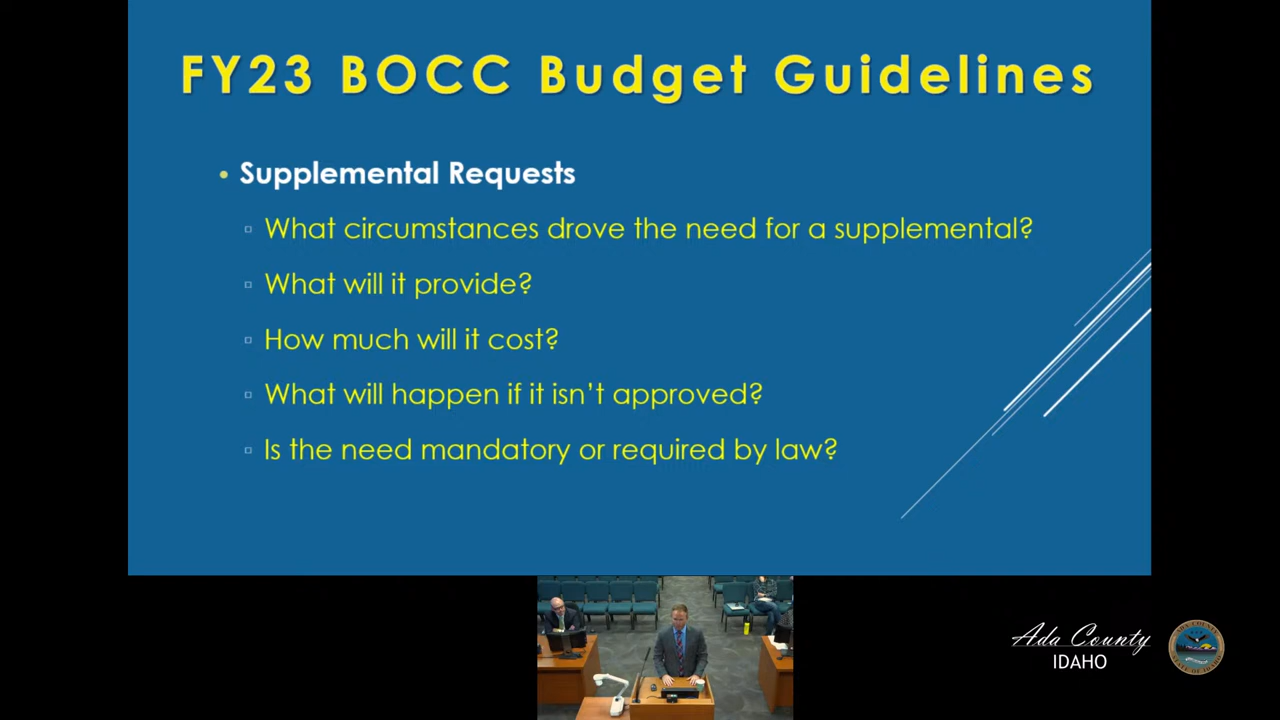 FY23 BOCC Budget Guidelines
Supplemental Requests
What circumstances drove the need for a supplemental?
What will it provide?
How much will it cost?
What will happen if it isn't approved?
Is the need mandatory or required by law?
Ada County
IDAHO